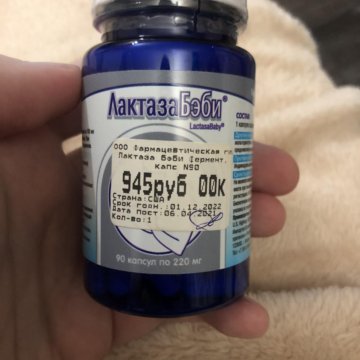 ЛактазаБэби®
LactazaBaby®
ООО Фармацевтическая
Лактаза Бэби фермент.
капс N90
945руб 00к
Страна:США
Срок годн.:01.12.2022
Дата пост:06.04.2021
Кол-во:1
90 капсул по 220 мг
СОСТАВ